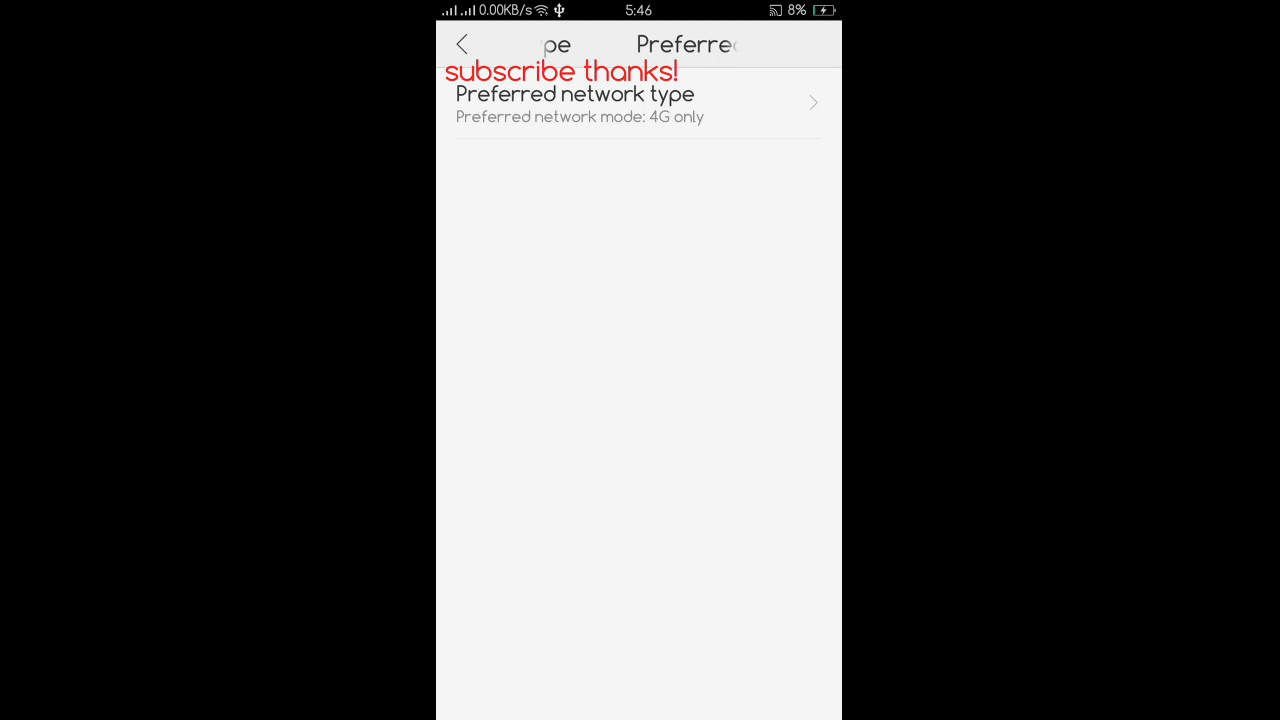 0.00KB/s 5:46 8%
pe Preferre
subscribe thanks!
Preferred network type
Preferred network mode: 4G only